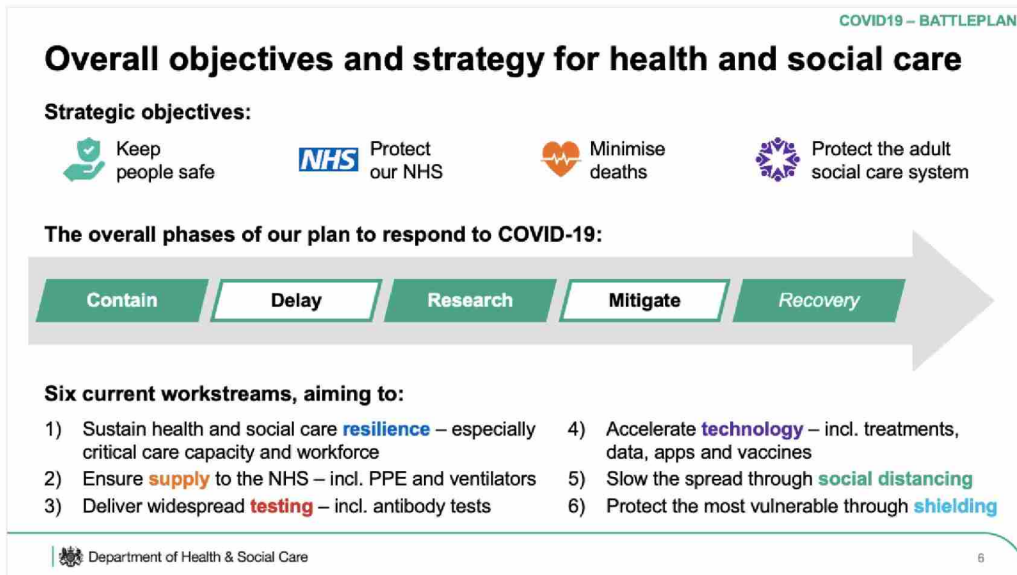 COVID19 – BATTLEPLAN
Overall objectives and strategy for health and social care
Strategic objectives:
Keep
people safe
NHS
Protect
our NHS
Minimise
deaths
Protect the adult
social care system
The overall phases of our plan to respond to COVID-19:
Contain
Delay
Research
Mitigate
Recovery
Six current workstreams, aiming to:
1) Sustain health and social care resilience – especially
critical care capacity and workforce
2) Ensure supply to the NHS – incl. PPE and ventilators
3) Deliver widespread testing – incl. antibody tests
4) Accelerate technology – incl. treatments,
data, apps and vaccines
5) Slow the spread through social distancing
6) Protect the most vulnerable through shielding
Department of Health & Social Care
6